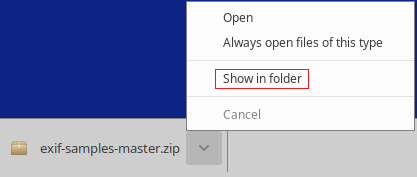 Open
Always open files of this type
Show in folder
Cancel
exif-samples-master.zip